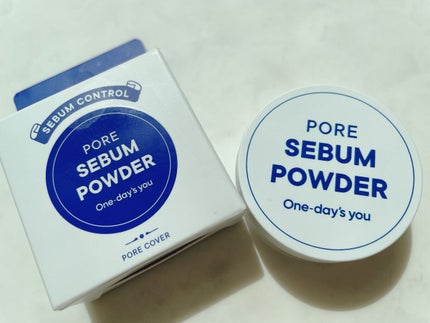 SEBUM CONTROL
PORE
SEBUM
POWDER
One-day's you
PORE COVER
PORE
SEBUM
POWDER
One-day's you